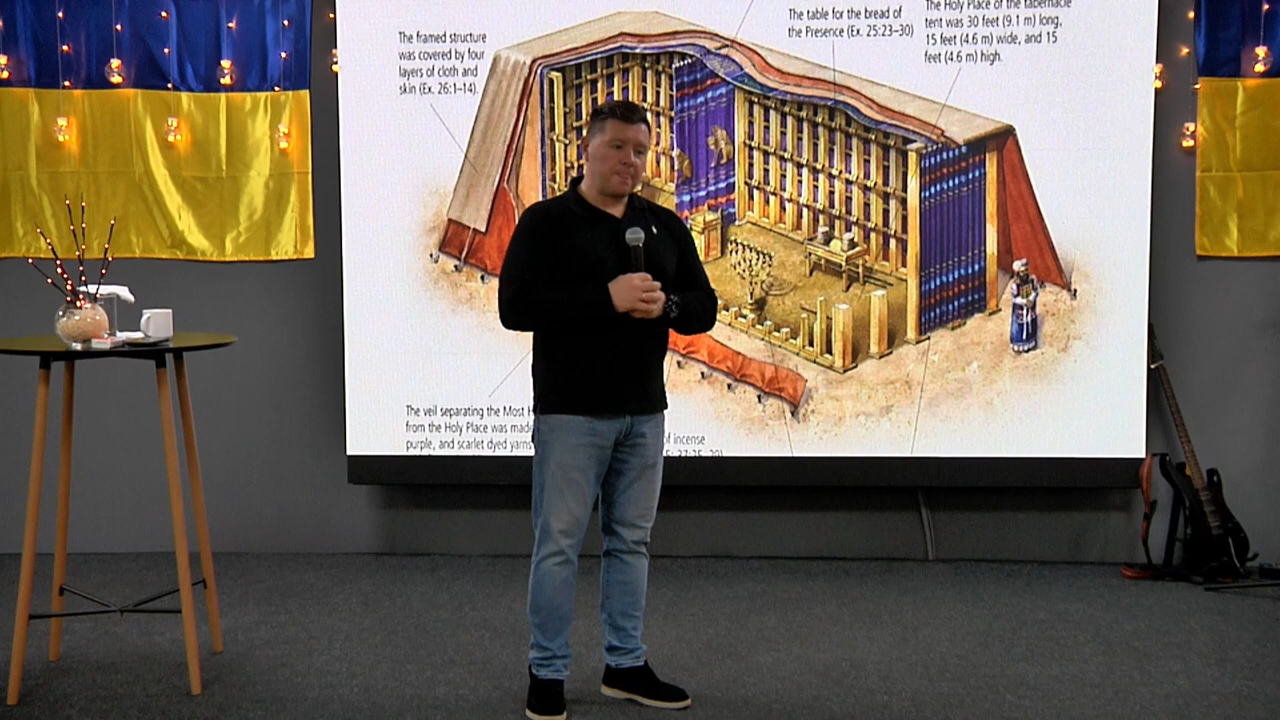 The framed structure
was covered by four
layers of cloth and
skin (Ex. 26:1–14).
The table for the bread of
the Presence (Ex. 25:23–30)
The Holy Place of the tabernacle
tent was 30 feet (9.1 m) long,
15 feet (4.6 m) wide, and 15
feet (4.6 m) high.
The veil separating the Most H
from the Holy Place was made
purple, and scarlet dyed yarns
of incense